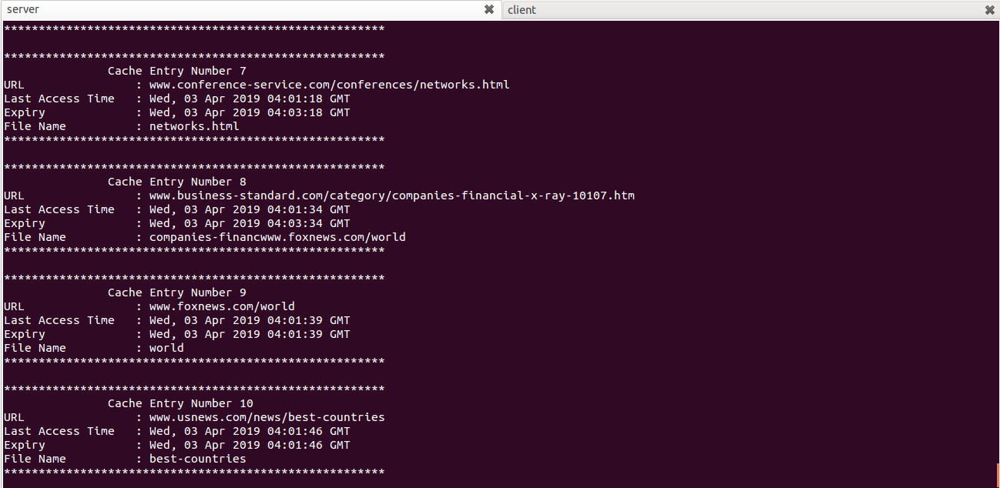 server
client
*******************************************************
*******************************************************
Cache Entry Number 7
URL : www.conference-service.com/conferences/networks.html
Last Access Time : Wed, 03 Apr 2019 04:01:18 GMT
Expiry : Wed, 03 Apr 2019 04:03:18 GMT
File Name : networks.html
*******************************************************
*******************************************************
Cache Entry Number 8
URL : www.business-standard.com/category/companies-financial-x-ray-10107.htm
Last Access Time : Wed, 03 Apr 2019 04:01:34 GMT
Expiry : Wed, 03 Apr 2019 04:03:34 GMT
File Name : companies-financwww.foxnews.com/world
*******************************************************
*******************************************************
Cache Entry Number 9
URL : www.foxnews.com/world
Last Access Time : Wed, 03 Apr 2019 04:01:39 GMT
Expiry : Wed, 03 Apr 2019 04:01:39 GMT
File Name : world
*******************************************************
*******************************************************
Cache Entry Number 10
URL : www.usnews.com/news/best-countries
Last Access Time : Wed, 03 Apr 2019 04:01:46 GMT
Expiry : Wed, 03 Apr 2019 04:01:46 GMT
File Name : best-countries
*******************************************************